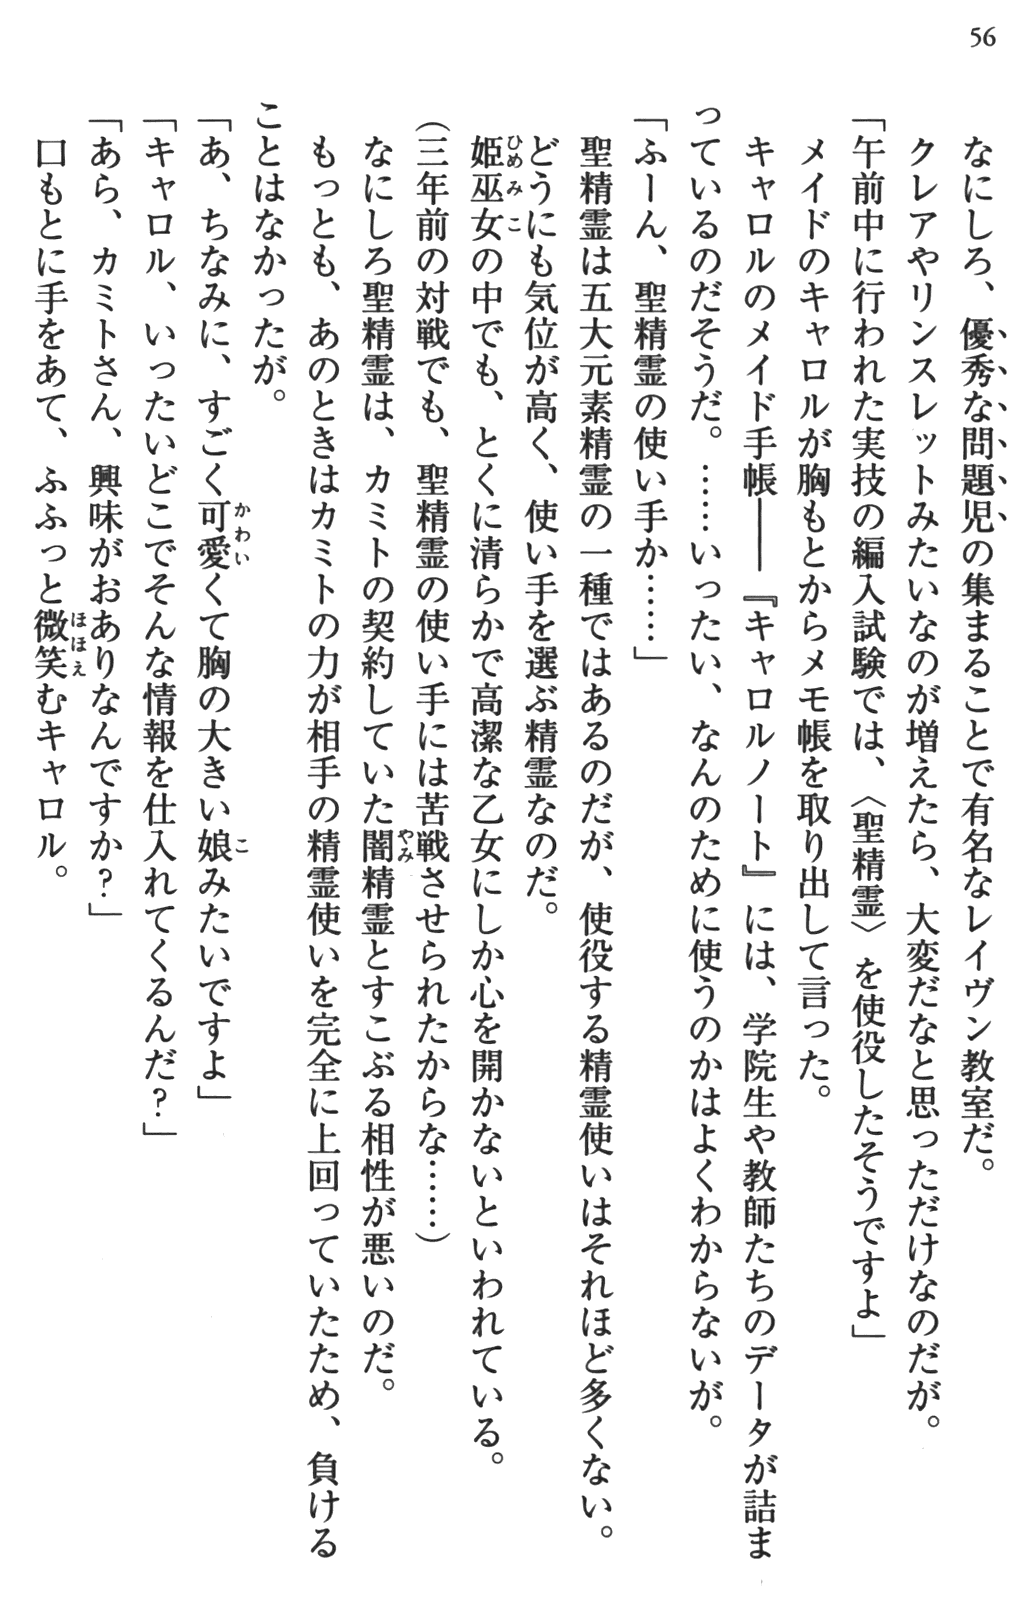 56
なにしろ、優秀な問題児の集まることで有名なレイヴン教室だ。
クレアやリンスレットみたいなのが増えたら、大変だなと思っただけなのだが。
「午前中に行われた実技の編入試験では、〈聖精霊〉を使役したそうですよ」
メイドのキャロルが胸もとからメモ帳を取り出して言った。
キャロルのメイド手帳――『キャロルノート』には、学院生や教師たちのデータが詰ま
っているのだそうだ。……いったい、なんのために使うのかはよくわからないが。
「ふーん、聖精霊の使い手か……」
聖精霊は五大元素精霊の一種ではあるのだが、使役する精霊使いはそれほど多くない。
どうにも気位が高く、使い手を選ぶ精霊なのだ。
姫巫女の中でも、とくに清らかで高潔な乙女にしか心を開かないといわれている。
（三年前の対戦でも、聖精霊の使い手には苦戦させられたからな……）
なにしろ聖精霊は、カミトの契約していた闇精霊とすこぶる相性が悪いのだ。
もっとも、あのときはカミトの力が相手の精霊使いを完全に上回っていたため、負ける
ことはなかったが。
「あ、ちなみに、すごく可愛くて胸の大きい娘みたいですよ」
「キャロル、いったいどこでそんな情報を仕入れてくるんだ？」
「あら、カミトさん、興味がおありなんですか？」
口もとに手をあて、ふふっと微笑むキャロル。